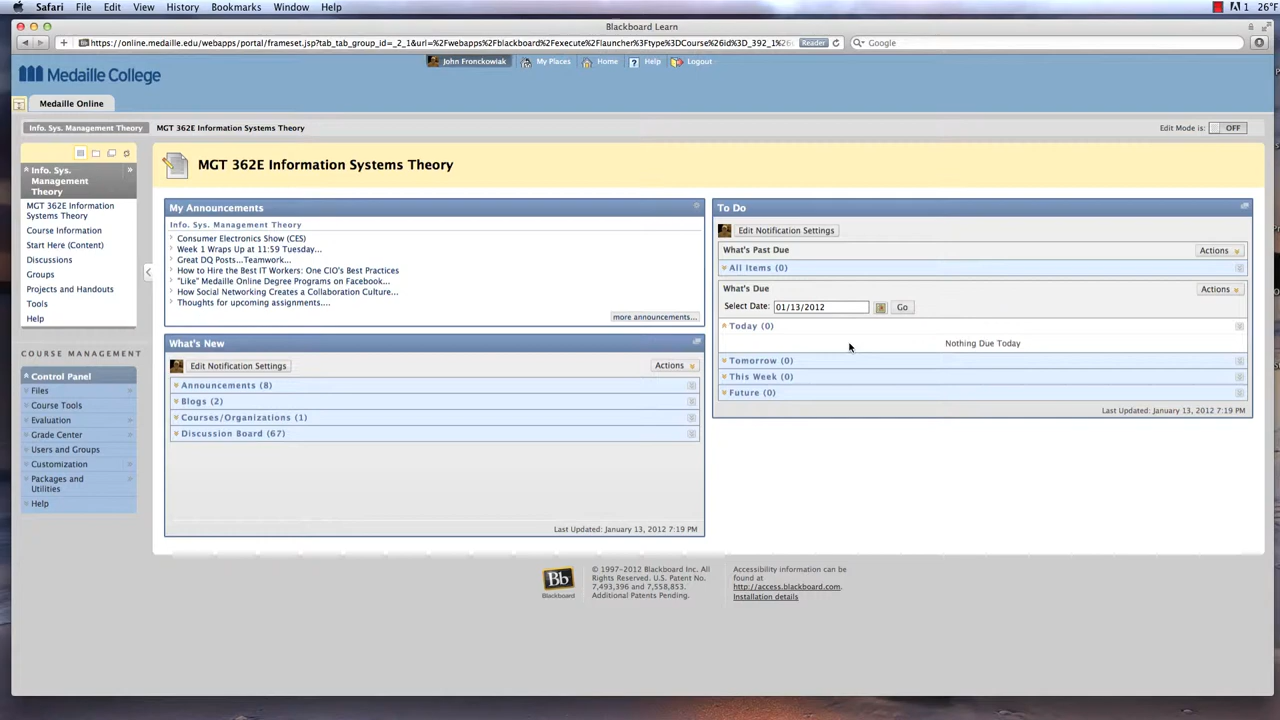 Safari File Edit View History Bookmarks Window Help 1 26°F
Blackboard Learn
https://online.medaille.edu/webapps/portal/frameset.jsp?tab_tab_group_id=_2_1&url=%2Fwebapps%2Fblackboard%2Fexecute%2Flauncher%3Ftype%3DCourse%26id%3D_392_1% Reader Google
John Fronckowiak My Places Home Help Logout
Medaille College
Medaille Online
Info. Sys. Management Theory MGT 362E Information Systems Theory Edit Mode is: OFF
Info. Sys.
Management
Theory
MGT 362E Information
Systems Theory
Course Information
Start Here (Content)
Discussions
Groups
Projects and Handouts
Tools
Help
COURSE MANAGEMENT
Control Panel
Files
Course Tools
Evaluation
Grade Center
Users and Groups
Customization
Packages and
Utilities
Help
MGT 362E Information Systems Theory
My Announcements
Info. Sys. Management Theory
Consumer Electronics Show (CES)
Week 1 Wraps Up at 11:59 Tuesday...
Great DQ Posts...Teamwork...
How to Hire the Best IT Workers: One CIO's Best Practices
"Like" Medaille Online Degree Programs on Facebook...
How Social Networking Creates a Collaboration Culture...
Thoughts for upcoming assignments....
more announcements...
What's New
Edit Notification Settings Actions
Announcements (8)
Blogs (2)
Courses/Organizations (1)
Discussion Board (67)
Last Updated: January 13, 2012 7:19 PM
To Do
Edit Notification Settings
What's Past Due Actions
All Items (0)
What's Due Actions
Select Date: 01/13/2012 Go
Today (0)
Nothing Due Today
Tomorrow (0)
This Week (0)
Future (0)
Last Updated: January 13, 2012 7:19 PM
Bb
Blackboard
© 1997-2012 Blackboard Inc. All
Rights Reserved. U.S. Patent No.
7,493,396 and 7,558,853.
Additional Patents Pending.
Accessibility information can be
found at
http://access.blackboard.com.
Installation details